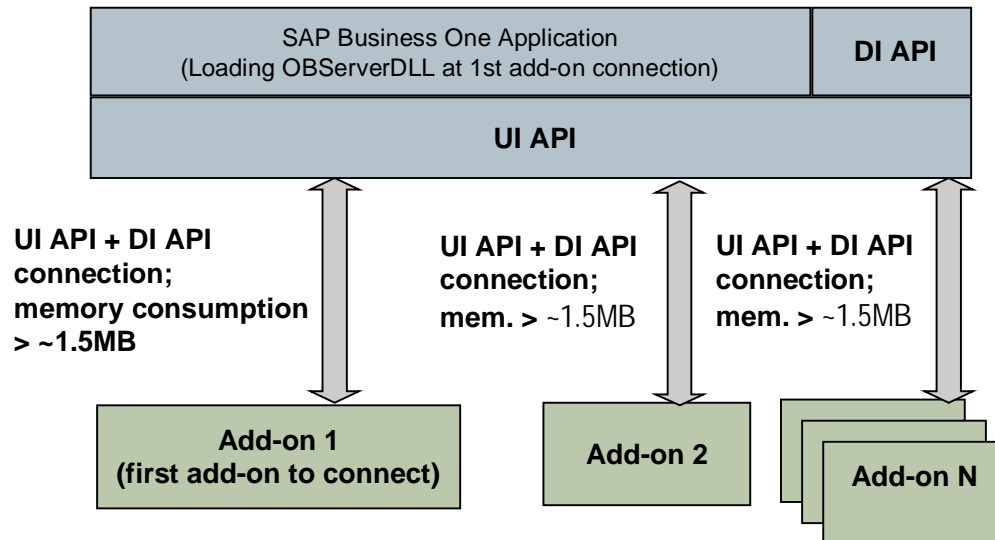 SAP Business One Application
(Loading OBServerDLL at 1st add-on connection)
DI API
UI API
UI API + DI API
connection;
memory consumption
> ~1.5MB
UI API + DI API
connection;
mem. > ~1.5MB
UI API + DI API
connection;
mem. > ~1.5MB
Add-on 1
(first add-on to connect)
Add-on 2
Add-on N